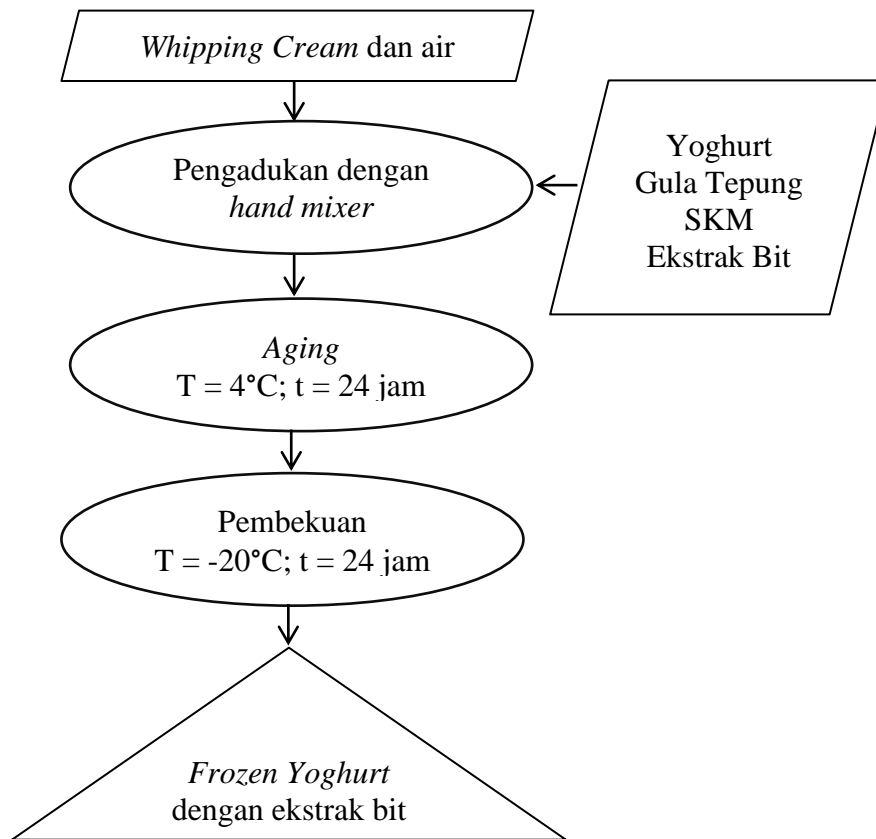 Whipping Cream dan air
Pengadukan dengan
hand mixer
Yoghurt
Gula Tepung
SKM
Ekstrak Bit
Aging
T = 4°C; t = 24 jam
Pembekuan
T = -20°C; t = 24 jam
Frozen Yoghurt
dengan ekstrak bit